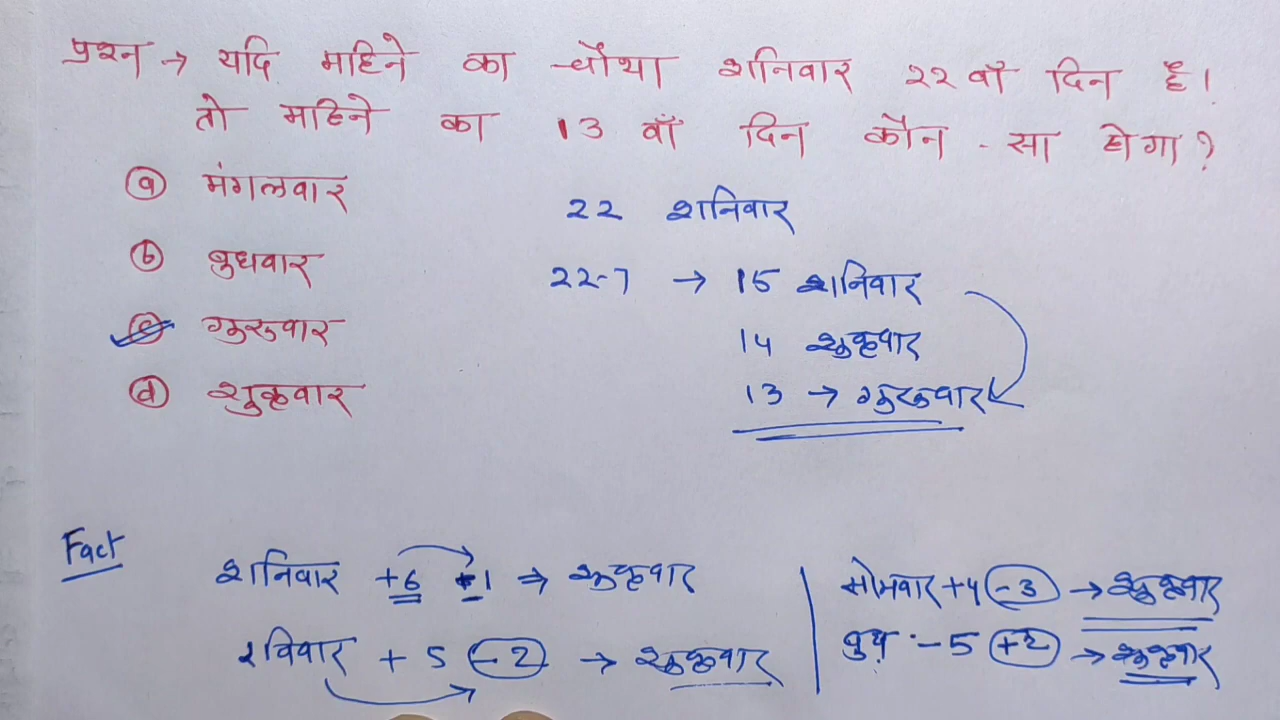 प्रश्न → यदि महिने का चौथा शनिवार २२ वाँ दिन है।
तो महिने का 13 वाँ दिन कौन - सा होगा?
ⓐ मंगलवार
ⓑ बुधवार
ⓒ गुरुवार
ⓓ शुक्रवार
22 शनिवार
22-7 → 15 शनिवार
14 शुक्रवार
13 → गुरुवार
Fact
शनिवार +6 -1 ⇒ शुक्रवार
रविवार + 5 -2 → शुक्रवार
सोमवार +4 -3 → शुक्रवार
बुध - 5 +2 → शुक्रवार